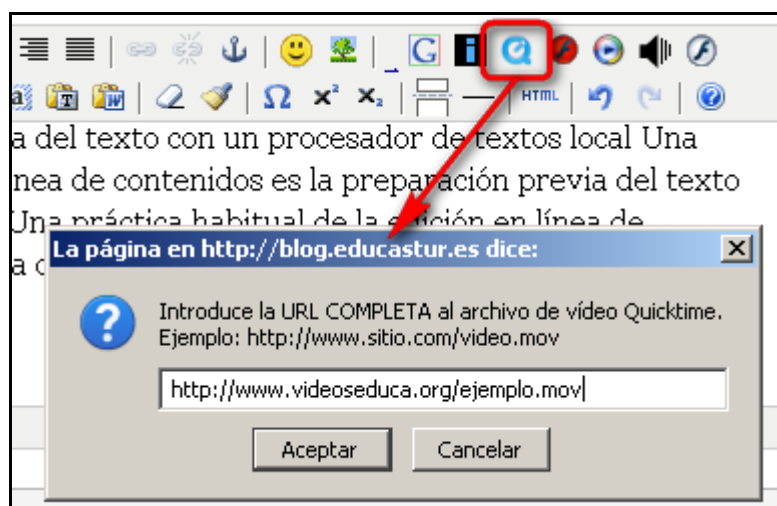 HTML
a del texto con un procesador de textos local Una
nea de contenidos es la preparación previa del texto
Una práctica habitual de la edición en línea de
La página en http://blog.educastur.es dice:
Introduce la URL COMPLETA al archivo de vídeo Quicktime.
Ejemplo: http://www.sitio.com/video.mov
http://www.videoseduca.org/ejemplo.mov
Aceptar
Cancelar